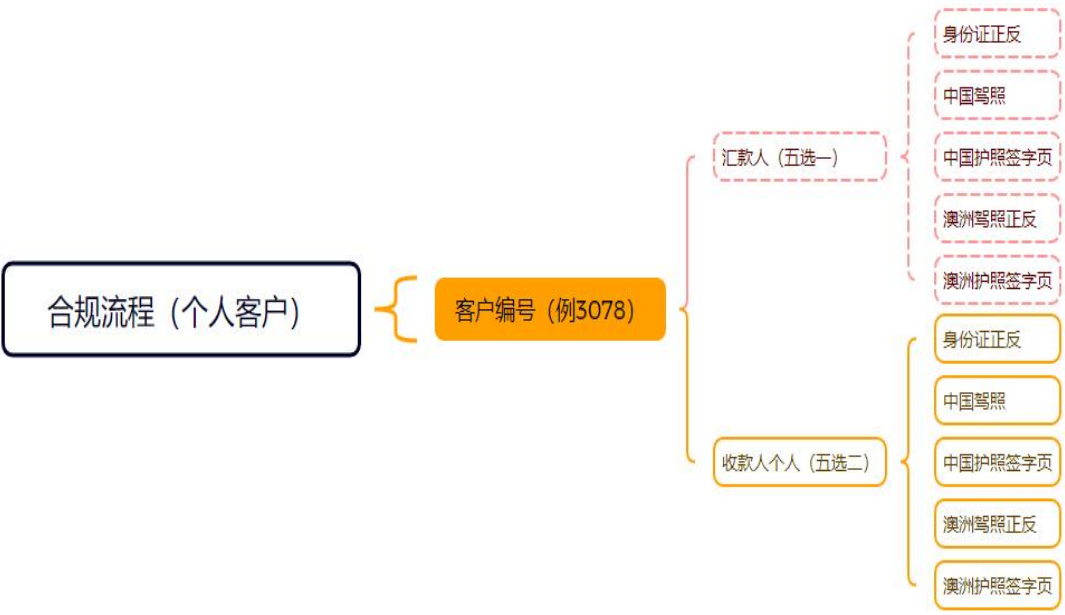 合规流程（个人客户）
客户编号（例3078）
汇款人（五选一）
身份证正反
中国驾照
中国护照签字页
澳洲驾照正反
澳洲护照签字页
收款人个人（五选二）
身份证正反
中国驾照
中国护照签字页
澳洲驾照正反
澳洲护照签字页